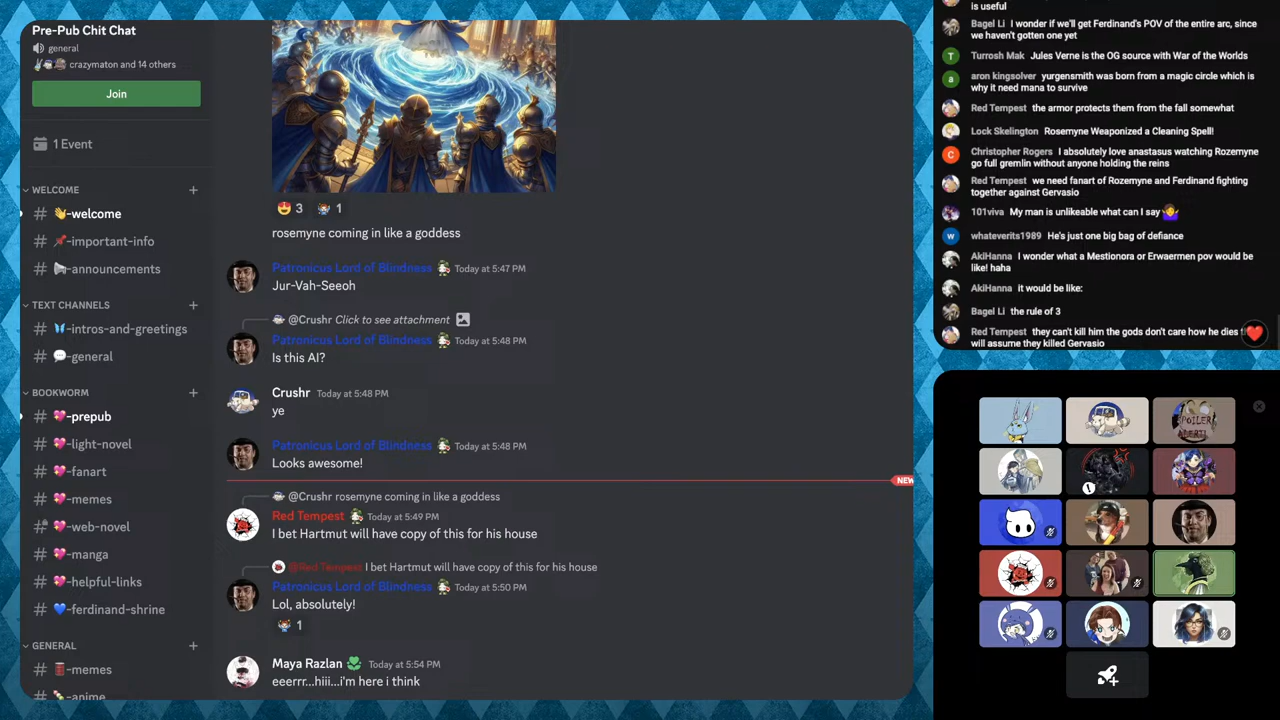 Pre-Pub Chit Chat
general
crazymaton and 14 others
Join
1 Event
WELCOME
# 👋-welcome
# 📌-important-info
# 📢-announcements
TEXT CHANNELS
# 🦋-intros-and-greetings
# 💬-general
BOOKWORM
# 💖-prepub
# 💖-light-novel
# 💖-fanart
# 💖-memes
# 💖-web-novel
# 💖-manga
# 💖-helpful-links
# 💙-ferdinand-shrine
GENERAL
# -memes
# -anime
😍 3 1
rosemyne coming in like a goddess
Patronicus Lord of Blindness Today at 5:47 PM
Jur-Vah-Seeoh
@Crushr Click to see attachment
Patronicus Lord of Blindness Today at 5:48 PM
Is this AI?
Crushr Today at 5:48 PM
ye
Patronicus Lord of Blindness Today at 5:48 PM
Looks awesome!
NEW
@Crushr rosemyne coming in like a goddess
Red Tempest Today at 5:49 PM
I bet Hartmut will have copy of this for his house
@Red Tempest I bet Hartmut will have copy of this for his house
Patronicus Lord of Blindness Today at 5:50 PM
Lol, absolutely!
1
Maya Razlan Today at 5:54 PM
eeerrr...hiii...i'm here i think
is useful
Bagel Li I wonder if we'll get Ferdinand's POV of the entire arc, since
we haven't gotten one yet
T Turrosh Mak Jules Verne is the OG source with War of the Worlds
a aron kingsolver yurgensmith was born from a magic circle which is
why it need mana to survive
Red Tempest the armor protects them from the fall somewhat
Lock Skelington Rosemyne Weaponized a Cleaning Spell!
C Christopher Rogers I absolutely love anastasus watching Rozemyne
go full gremlin without anyone holding the reins
Red Tempest we need fanart of Rozemyne and Ferdinand fighting
together against Gervasio
101viva My man is unlikeable what can I say 🤷
w whateverits1989 He's just one big bag of defiance
AkiHanna I wonder what a Mestionora or Erwaermen pov would be
like! haha
AkiHanna it would be like:
Bagel Li the rule of 3
Red Tempest they can't kill him the gods don't care how he dies
will assume they killed Gervasio
SPOILER
ALERT!